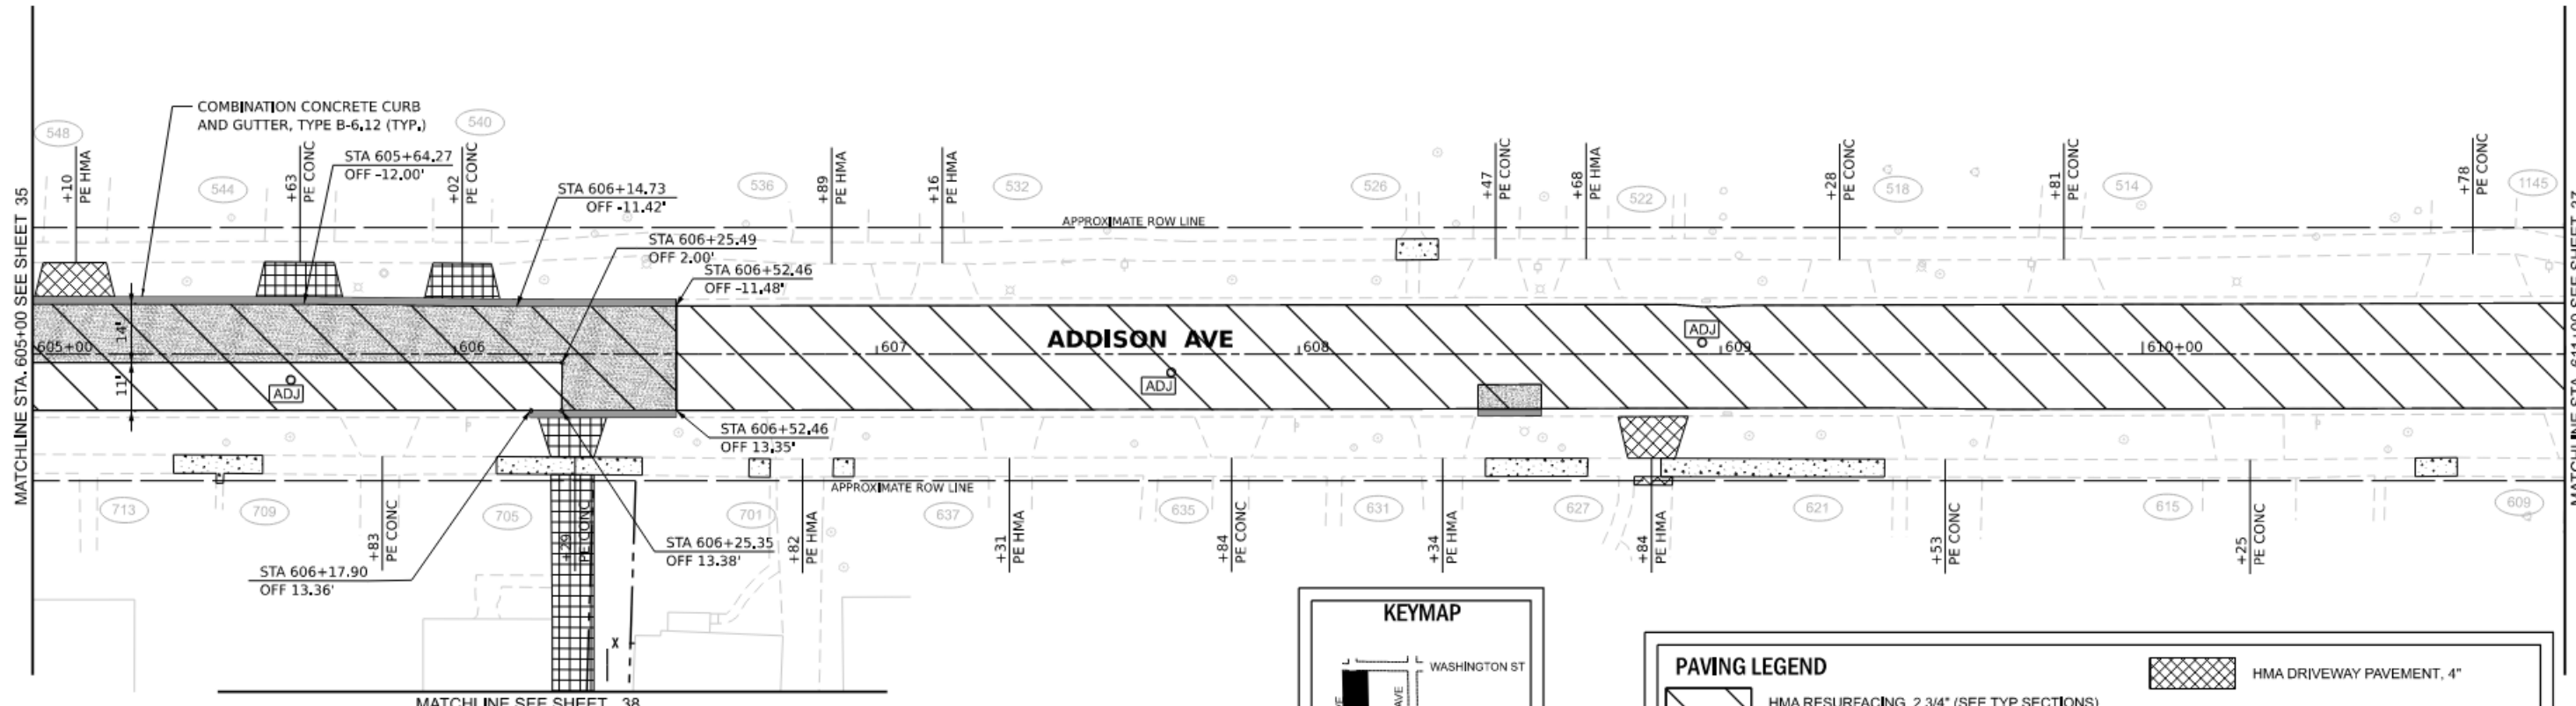 COMBINATION CONCRETE CURB
AND GUTTER, TYPE B-6.12 (TYP.)
548
540
544
536
532
526
522
518
514
1145
+10
PE HMA
+63
PE CONC
+02
PE CONC
+89
PE HMA
+16
PE HMA
+47
PE CONC
+68
PE HMA
+28
PE CONC
+81
PE CONC
+78
PE CONC
STA 605+64.27
OFF -12.00'
STA 606+14.73
OFF -11.42'
STA 606+25.49
OFF 2.00'
STA 606+52.46
OFF -11.48'
APPROXIMATE ROW LINE
MATCHLINE STA. 605+00 SEE SHEET 35
14'
11'
605+00
606
607
608
609
610+00
ADDISON AVE
ADJ
ADJ
ADJ
MATCHLINE STA. 611+00 SEE SHEET 37
STA 606+52.46
OFF 13.35'
APPROXIMATE ROW LINE
713
709
705
701
637
635
631
627
621
615
609
+83
PE CONC
+29
PE CONC
+82
PE HMA
+31
PE HMA
+84
PE CONC
+34
PE HMA
+84
PE HMA
+53
PE CONC
+25
PE CONC
STA 606+25.35
OFF 13.38'
STA 606+17.90
OFF 13.36'
X
MATCHLINE SEE SHEET 38
KEYMAP
WASHINGTON ST
AVE
PAVING LEGEND
HMA RESURFACING, 2 3/4" (SEE TYP SECTIONS)
HMA DRIVEWAY PAVEMENT, 4"